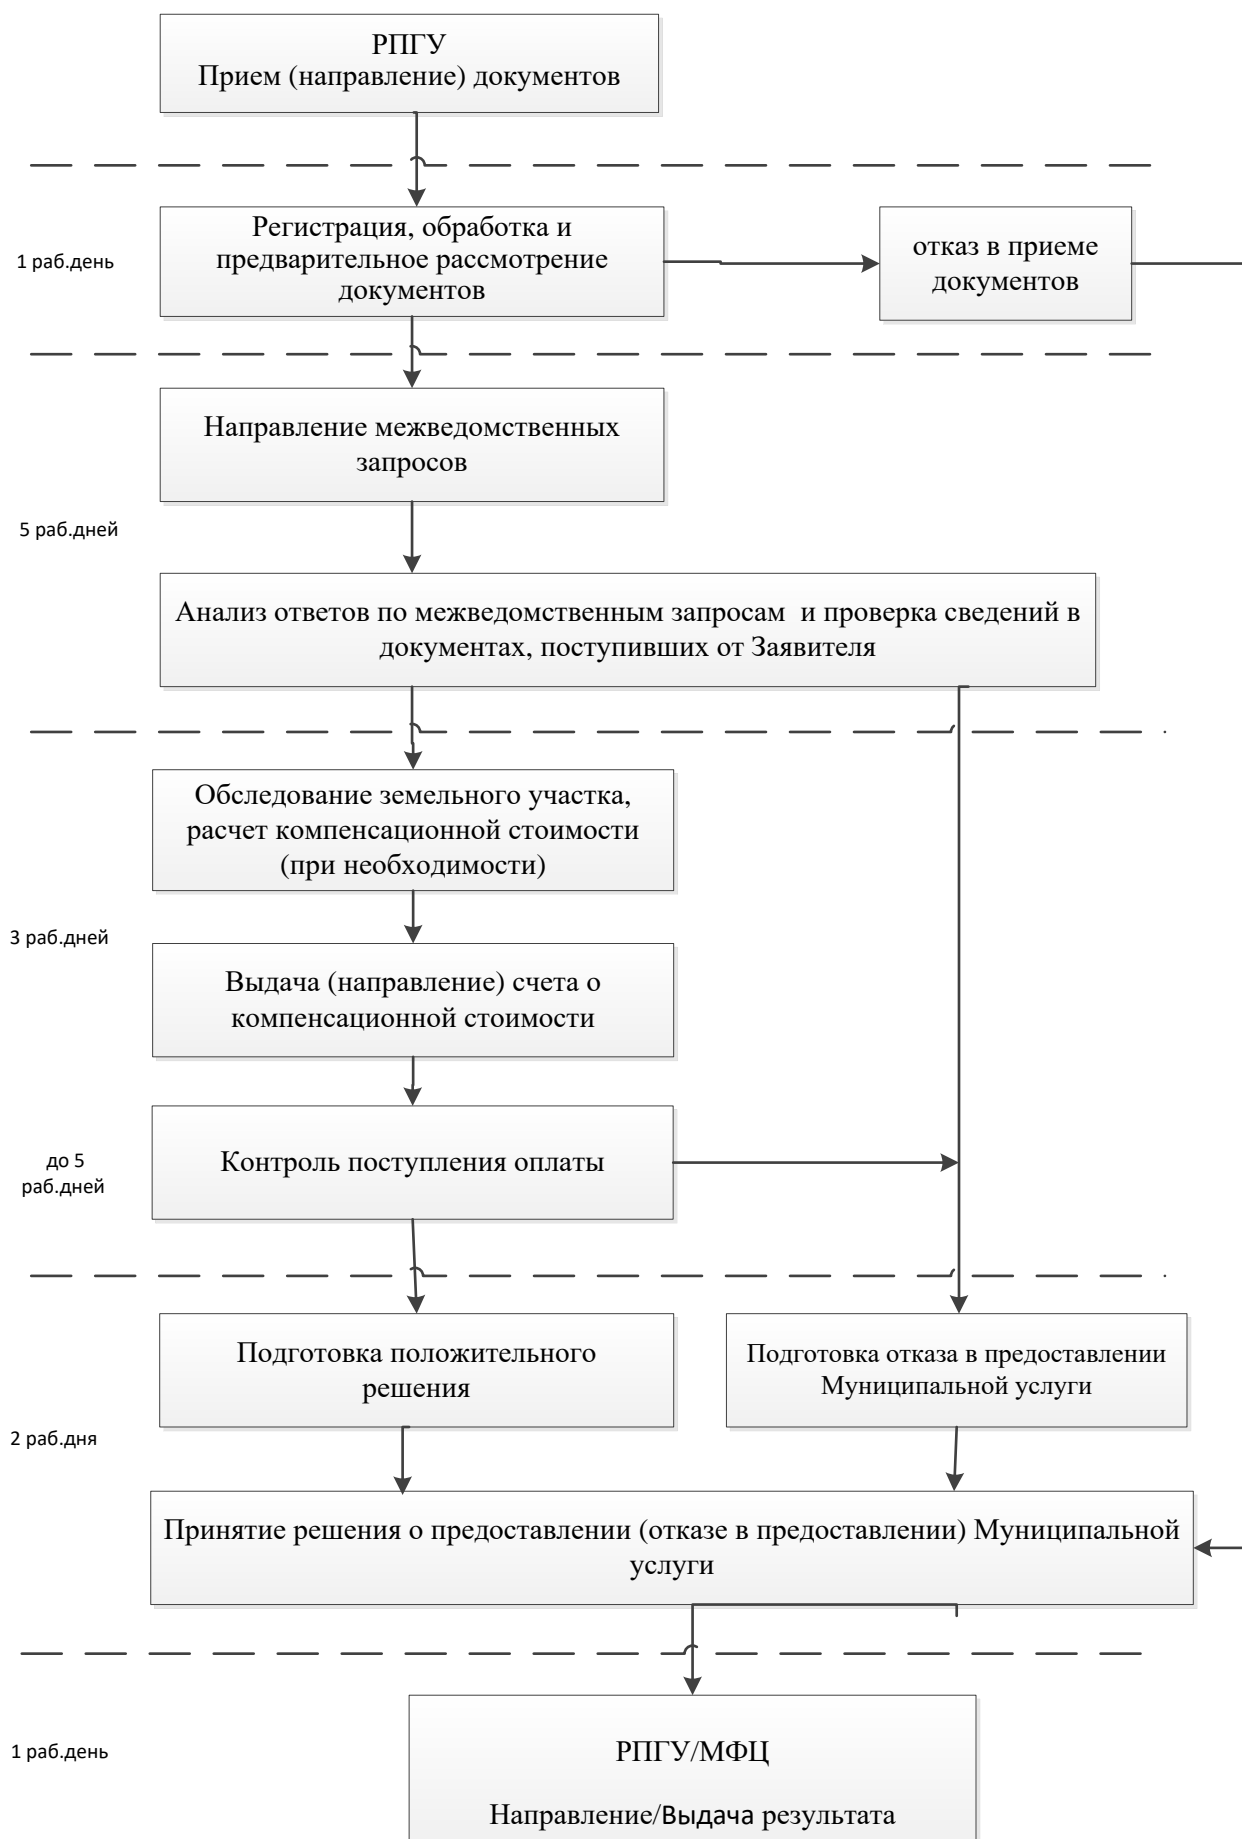 РПГУ
Прием (направление) документов
1 раб.день
Регистрация, обработка и
предварительное рассмотрение
документов
отказ в приеме
документов
Направление межведомственных
запросов
5 раб.дней
Анализ ответов по межведомственным запросам  и проверка сведений в
документах, поступивших от Заявителя
Обследование земельного участка,
расчет компенсационной стоимости
(при необходимости)
3 раб.дней
Выдача (направление) счета о
компенсационной стоимости
до 5
раб.дней
Контроль поступления оплаты
Подготовка положительного
решения
Подготовка отказа в предоставлении
Муниципальной услуги
2 раб.дня
Принятие решения о предоставлении (отказе в предоставлении) Муниципальной
услуги
1 раб.день
РПГУ/МФЦ
Направление/Выдача результата